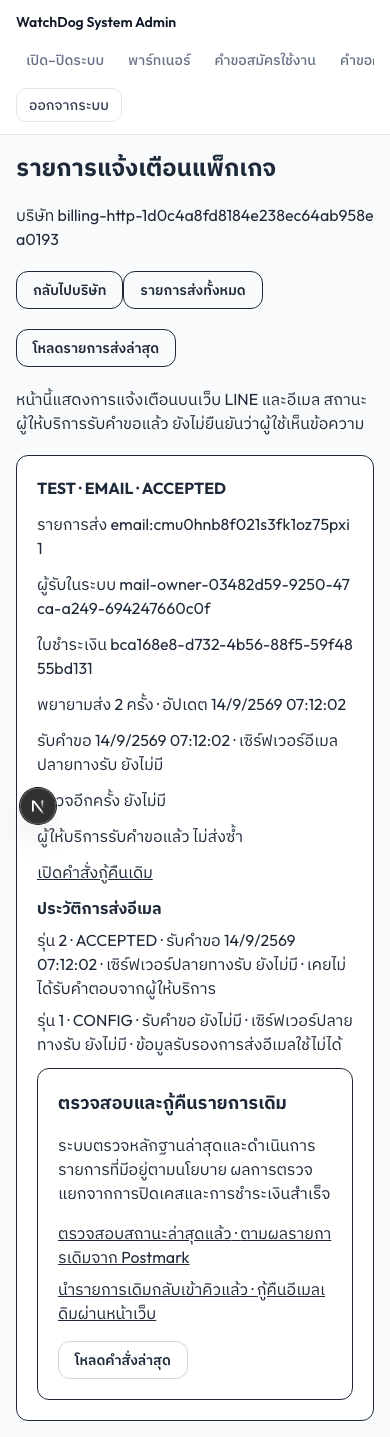 WatchDog System Admin
เปิด-ปิดระบบ พาร์ทเนอร์ คำขอสมัครใช้งาน
ออกจากระบบ
รายการแจ้งเตือนแพ็กเกจ
บริษัท billing-http-1d0c4a8fd8184e238ec64ab958e
a0193
กลับไปบริษัท รายการส่งทั้งหมด
โหลดรายการส่งล่าสุด
หน้านี้แสดงการแจ้งเตือนบนเว็บ LINE และอีเมล สถานะ
ผู้ให้บริการรับคำขอแล้ว ยังไม่ยืนยันว่าผู้ใช้เห็นข้อความ
TEST · EMAIL · ACCEPTED
รายการส่ง email:cmu0hnb8f021s3fk1oz75pxi
1
ผู้รับในระบบ mail-owner-03482d59-9250-47
ca-a249-694247660c0f
ใบชำระเงิน bca168e8-d732-4b56-88f5-59f48
55bd131
พยายามส่ง 2 ครั้ง · อัปเดต 14/9/2569 07:12:02
รับคำขอ 14/9/2569 07:12:02 · เซิร์ฟเวอร์อีเมล
ปลายทางรับ ยังไม่มี
อีกครั้ง ยังไม่มี
ผู้ให้บริการรับคำขอแล้ว ไม่ส่งซ้ำ
เปิดคำสั่งกู้คืนเดิม
ประวัติการส่งอีเมล
รุ่น 2 · ACCEPTED · รับคำขอ 14/9/2569
07:12:02 · เซิร์ฟเวอร์ปลายทางรับ ยังไม่มี · เคยไม่
ได้รับคำตอบจากผู้ให้บริการ
รุ่น 1 · CONFIG · รับคำขอ ยังไม่มี · เซิร์ฟเวอร์ปลาย
ทางรับ ยังไม่มี · ข้อมูลรับรองการส่งอีเมลใช้ไม่ได้
ตรวจสอบและกู้คืนรายการเดิม
ระบบตรวจหลักฐานล่าสุดและดำเนินการ
รายการที่มีอยู่ตามนโยบาย ผลการตรวจ
แยกจากการปิดเคสและการชำระเงินสำเร็จ
ตรวจสอบสถานะล่าสุดแล้ว · ตามผลรายกา
รเดิมจาก Postmark
นำรายการเดิมกลับเข้าคิวแล้ว · กู้คืนอีเมลเ
ดิมผ่านหน้าเว็บ
โหลดคำสั่งล่าสุด